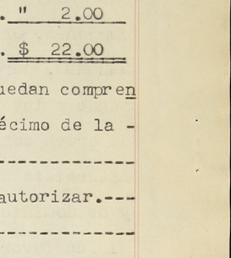 . " 2.00
. $ 22.00
uedan compren
écimo de la -
----------------
autorizar.---
----------------